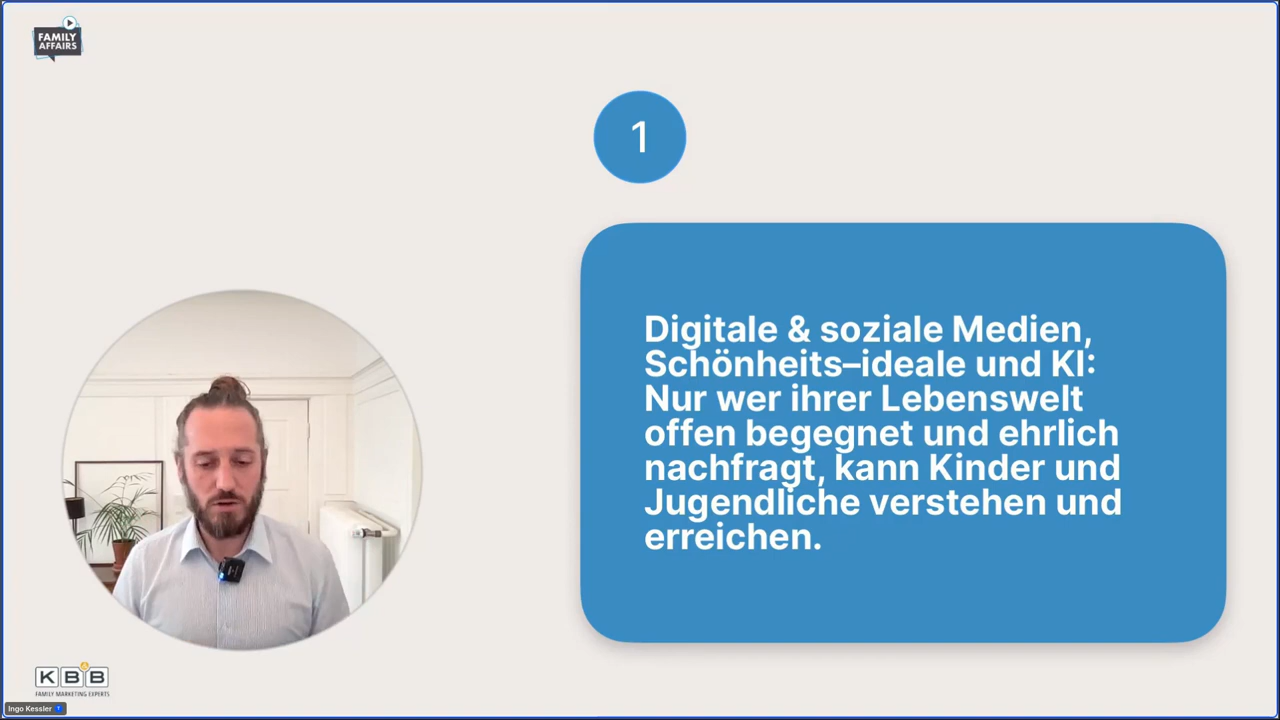 FAMILY
AFFAIRS
1
Digitale & soziale Medien,
Schönheits–ideale und KI:
Nur wer ihrer Lebenswelt
offen begegnet und ehrlich
nachfragt, kann Kinder und
Jugendliche verstehen und
erreichen.
K&B B
FAMILY MARKETING EXPERTS
Ingo Kessler